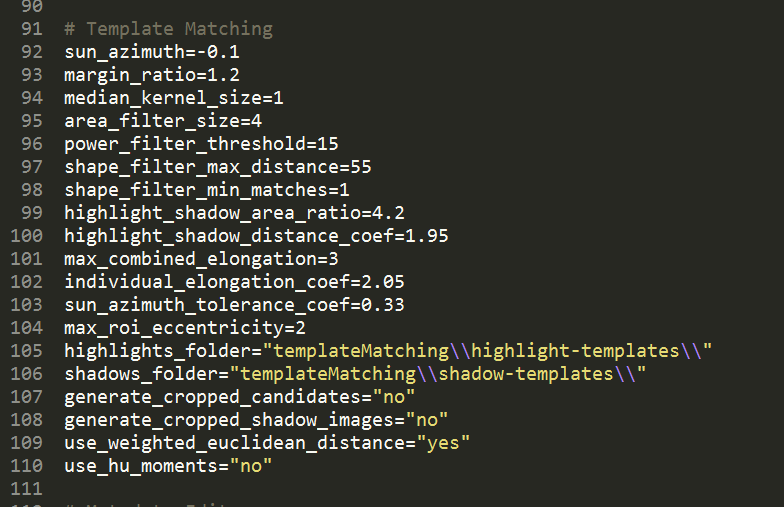 90
91 # Template Matching
92 sun_azimuth=-0.1
93 margin_ratio=1.2
94 median_kernel_size=1
95 area_filter_size=4
96 power_filter_threshold=15
97 shape_filter_max_distance=55
98 shape_filter_min_matches=1
99 highlight_shadow_area_ratio=4.2
100 highlight_shadow_distance_coef=1.95
101 max_combined_elongation=3
102 individual_elongation_coef=2.05
103 sun_azimuth_tolerance_coef=0.33
104 max_roi_eccentricity=2
105 highlights_folder="templateMatching\\highlight-templates\\"
106 shadows_folder="templateMatching\\shadow-templates\\"
107 generate_cropped_candidates="no"
108 generate_cropped_shadow_images="no"
109 use_weighted_euclidean_distance="yes"
110 use_hu_moments="no"
111